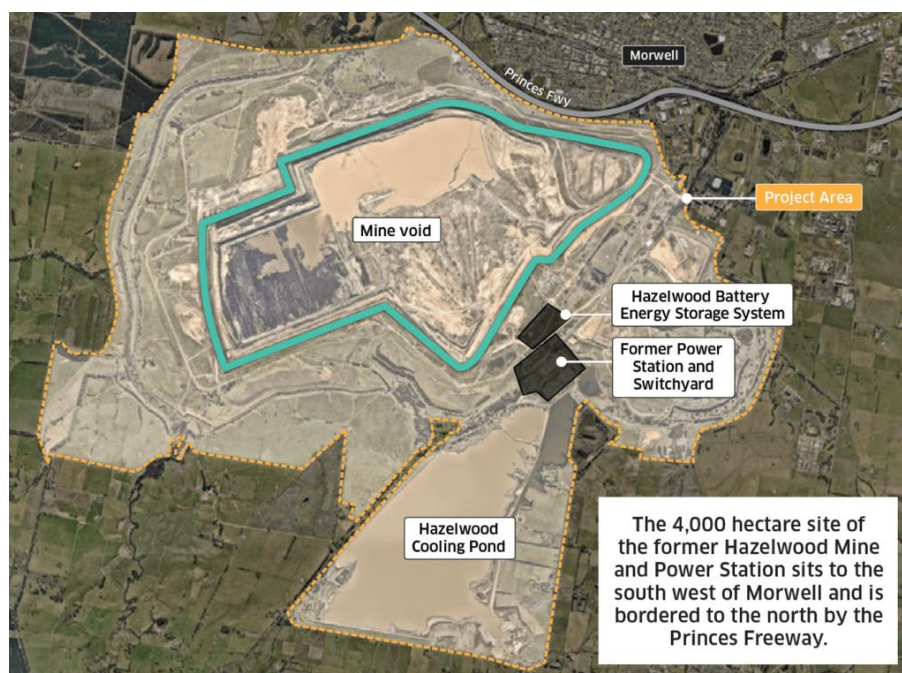 Morwell
Princes Fwy
Project Area
Mine void
Hazelwood Battery
Energy Storage System
Former Power
Station and
Switchyard
Hazelwood
Cooling Pond
The 4,000 hectare site of
the former Hazelwood Mine
and Power Station sits to the
south west of Morwell and is
bordered to the north by the
Princes Freeway.